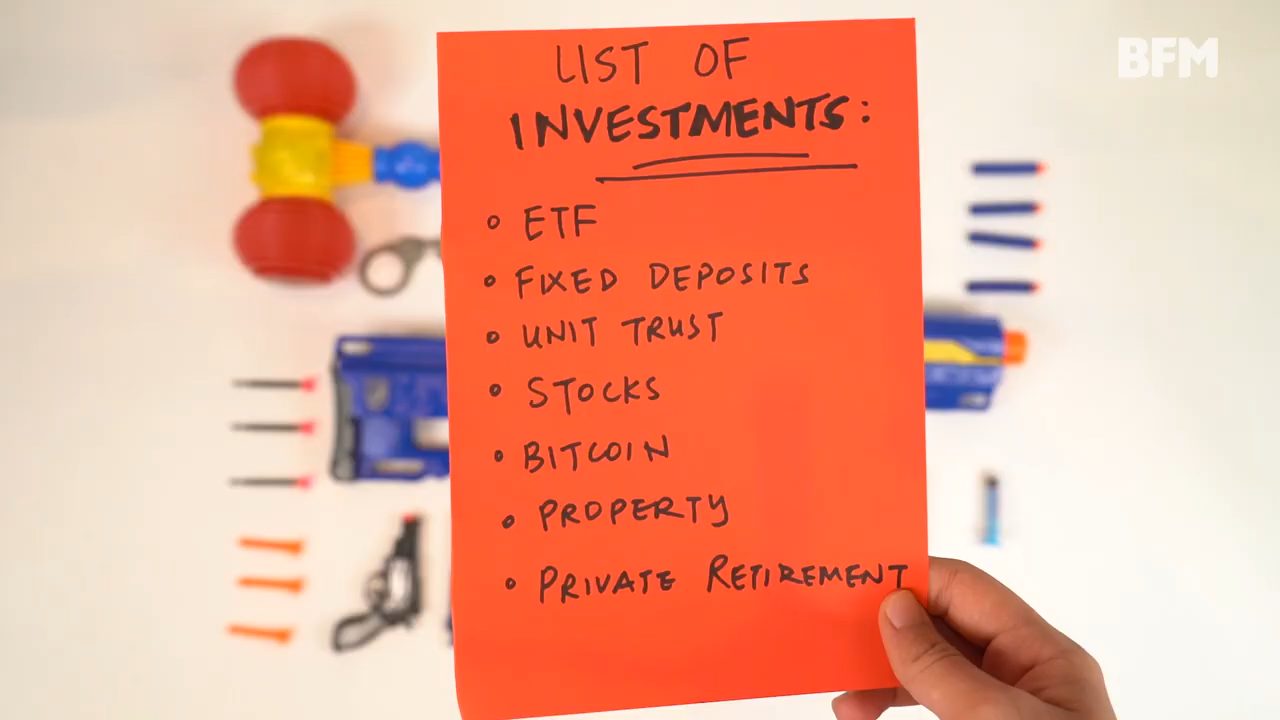 BFM
LIST OF
INVESTMENTS:
◦ ETF
◦ FIXED DEPOSITS
◦ UNIT TRUST
◦ STOCKS
◦ BITCOIN
◦ PROPERTY
◦ PRIVATE RETIREMENT